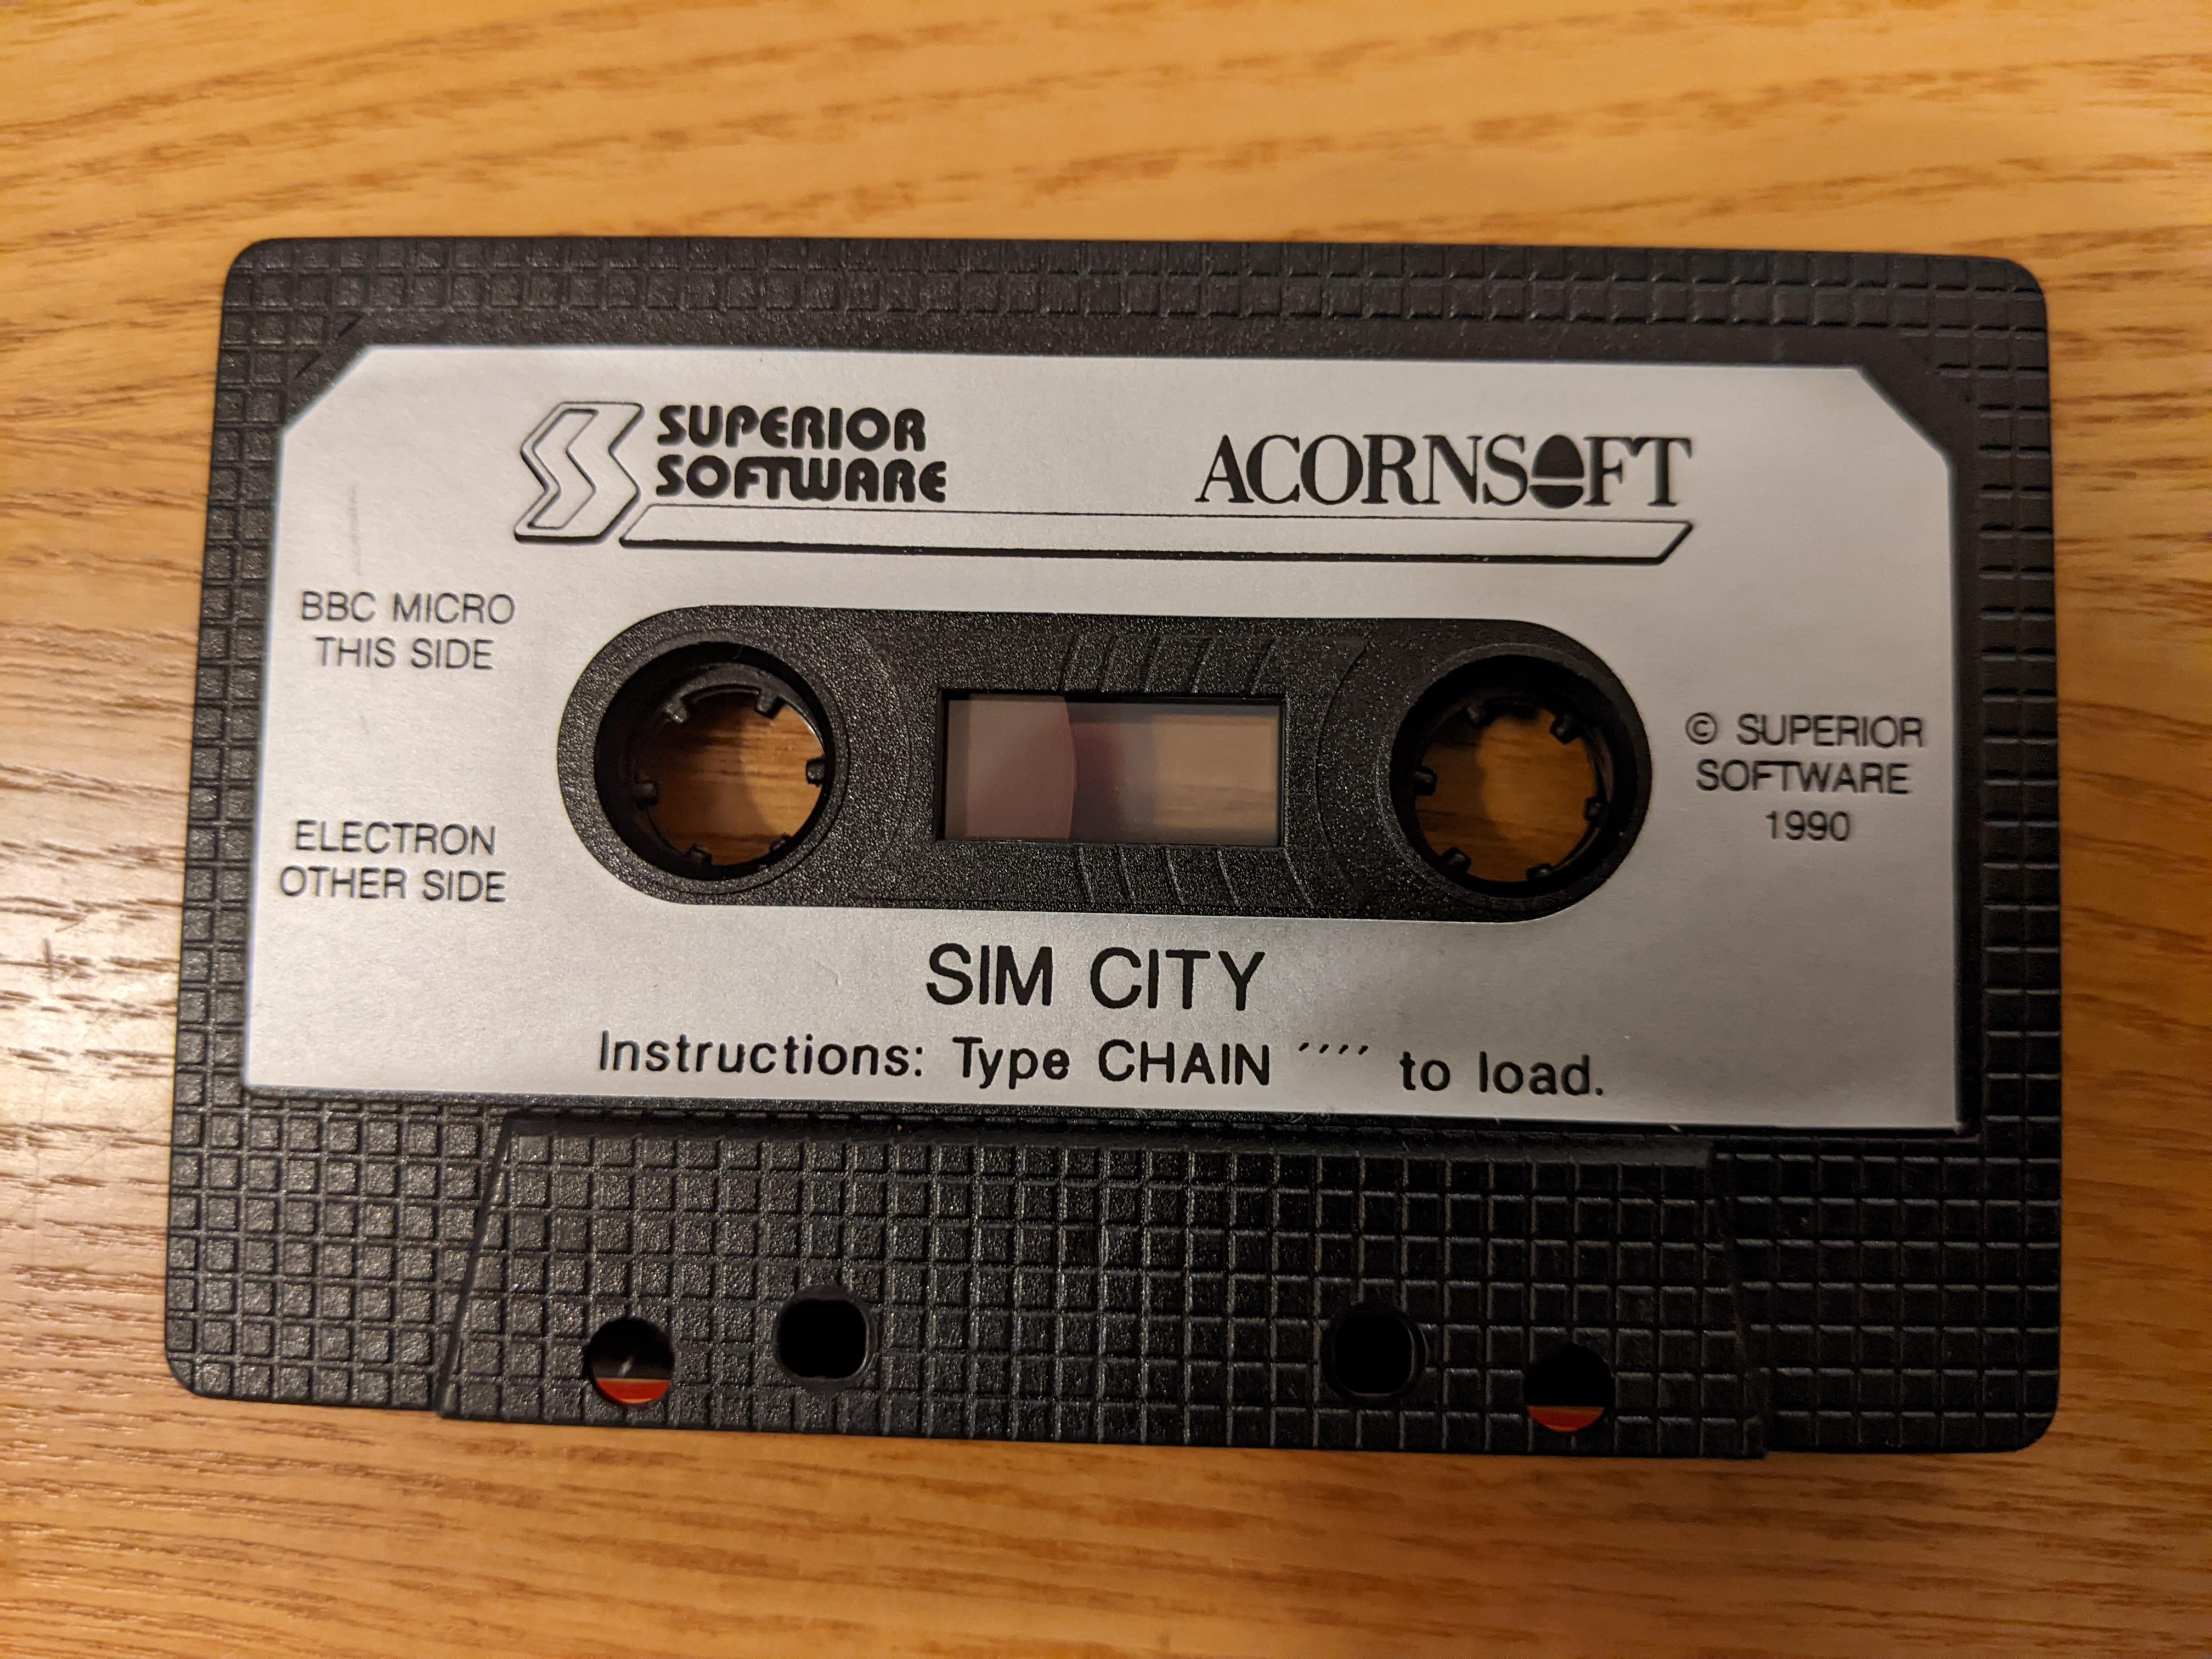 SUPERIOR
SOFTWARE
ACORNSOFT
BBC MICRO
THIS SIDE
ELECTRON
OTHER SIDE
© SUPERIOR
SOFTWARE
1990
SIM CITY
Instructions: Type CHAIN ′′′′ to load.